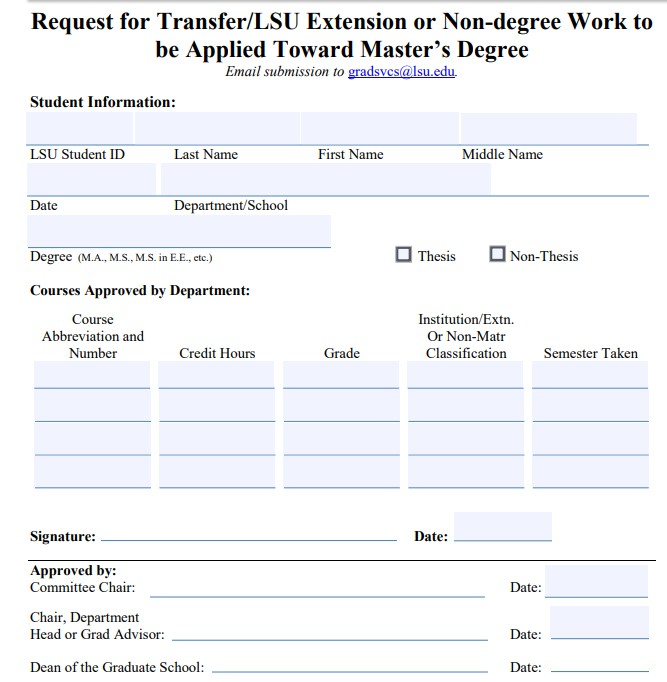 Request for Transfer/LSU Extension or Non-degree Work to
be Applied Toward Master's Degree
Email submission to gradsvcs@lsu.edu.
Student Information:
LSU Student ID Last Name First Name Middle Name
Date Department/School
Degree (M.A., M.S., M.S. in E.E., etc.) Thesis Non-Thesis
Courses Approved by Department:
Course Abbreviation and Number
Credit Hours
Grade
Institution/Extn. Or Non-Matr Classification
Semester Taken
Signature: Date:
Approved by:
Committee Chair: Date:
Chair, Department
Head or Grad Advisor: Date:
Dean of the Graduate School: Date: